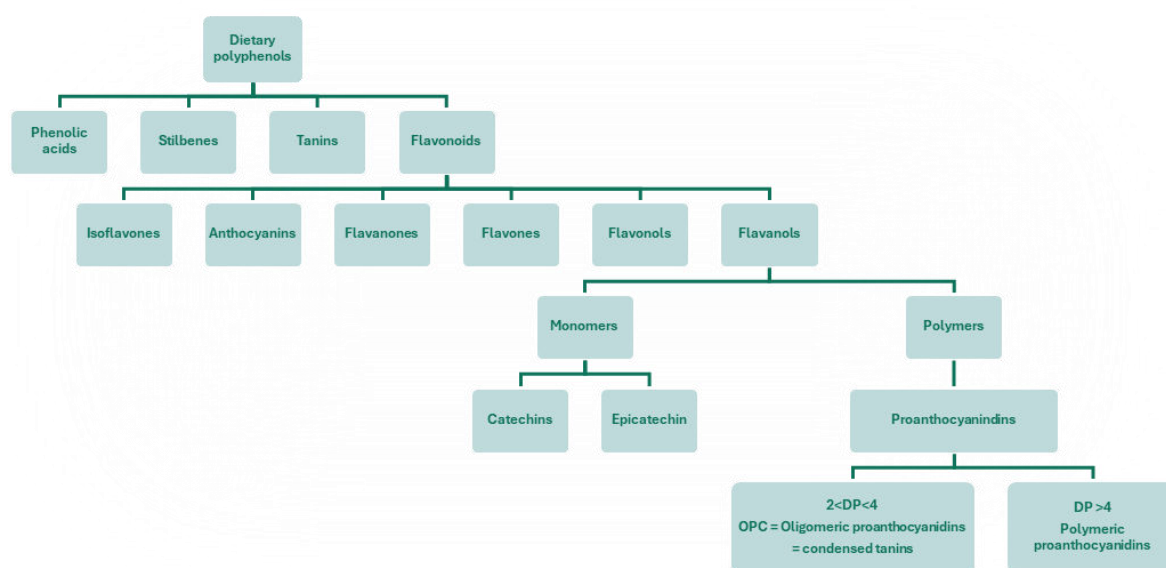 Dietary
polyphenols
Phenolic
acids
Stilbenes
Tanins
Flavonoids
Isoflavones
Anthocyanins
Flavanones
Flavones
Flavonols
Flavanols
Monomers
Polymers
Catechins
Epicatechin
Proanthocyanindins
2<DP<4
OPC = Oligomeric proanthocyanidins
= condensed tanins
DP >4
Polymeric
proanthocyanidins